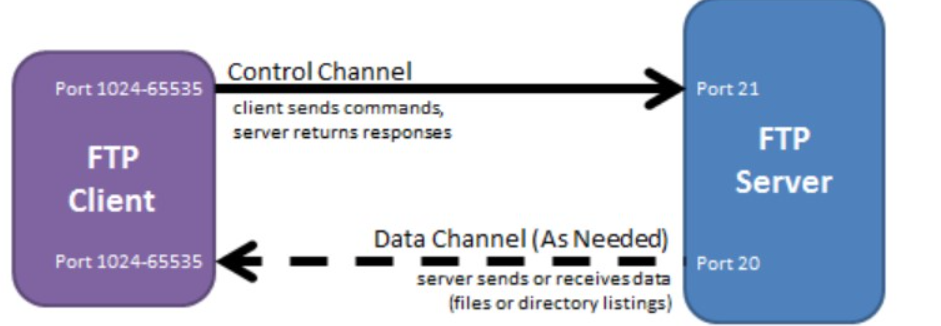 Control Channel
Port 1024-65535
Port 21
client sends commands,
server returns responses
FTP
Client
FTP
Server
Data Channel (As Needed)
Port 1024-65535
Port 20
server sends or receives data
(files or directory listings)